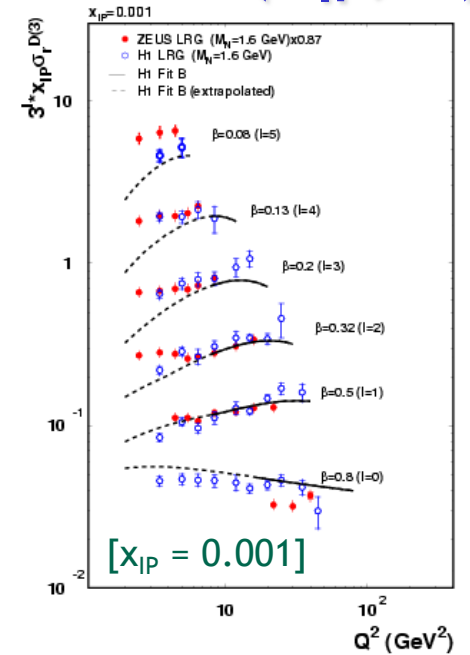 x_IP=0.001
ZEUS LRG (M_N=1.6 GeV)x0.87
H1 LRG (M_N=1.6 GeV)
H1 Fit B
H1 Fit B (extrapolated)
3^l*x_IP σ_r^D(3)
10
1
10^-1
10^-2
β=0.08 (l=5)
β=0.13 (l=4)
β=0.2 (l=3)
β=0.32 (l=2)
β=0.5 (l=1)
β=0.8 (l=0)
[x_IP = 0.001]
10
10^2
Q^2 (GeV^2)